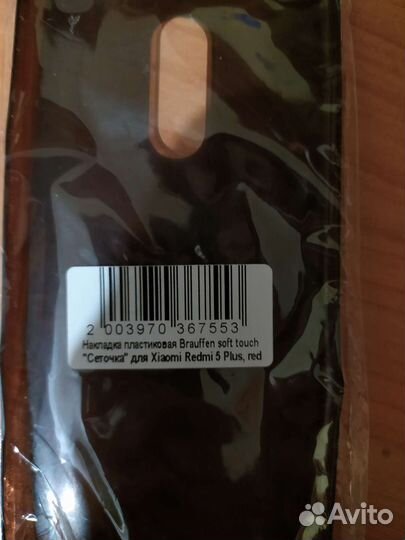 2 003970 367553
Накладка пластиковая Brauffen soft touch
"Сеточка" для Xiaomi Redmi 5 Plus, red
Avito